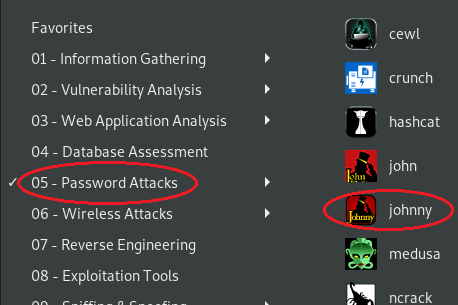 Favorites
01 - Information Gathering
02 - Vulnerability Analysis
03 - Web Application Analysis
04 - Database Assessment
✓ 05 - Password Attacks
06 - Wireless Attacks
07 - Reverse Engineering
08 - Exploitation Tools
09 - Sniffing & Spoofing
cewl
crunch
hashcat
John
john
Johnny
johnny
medusa
ncrack